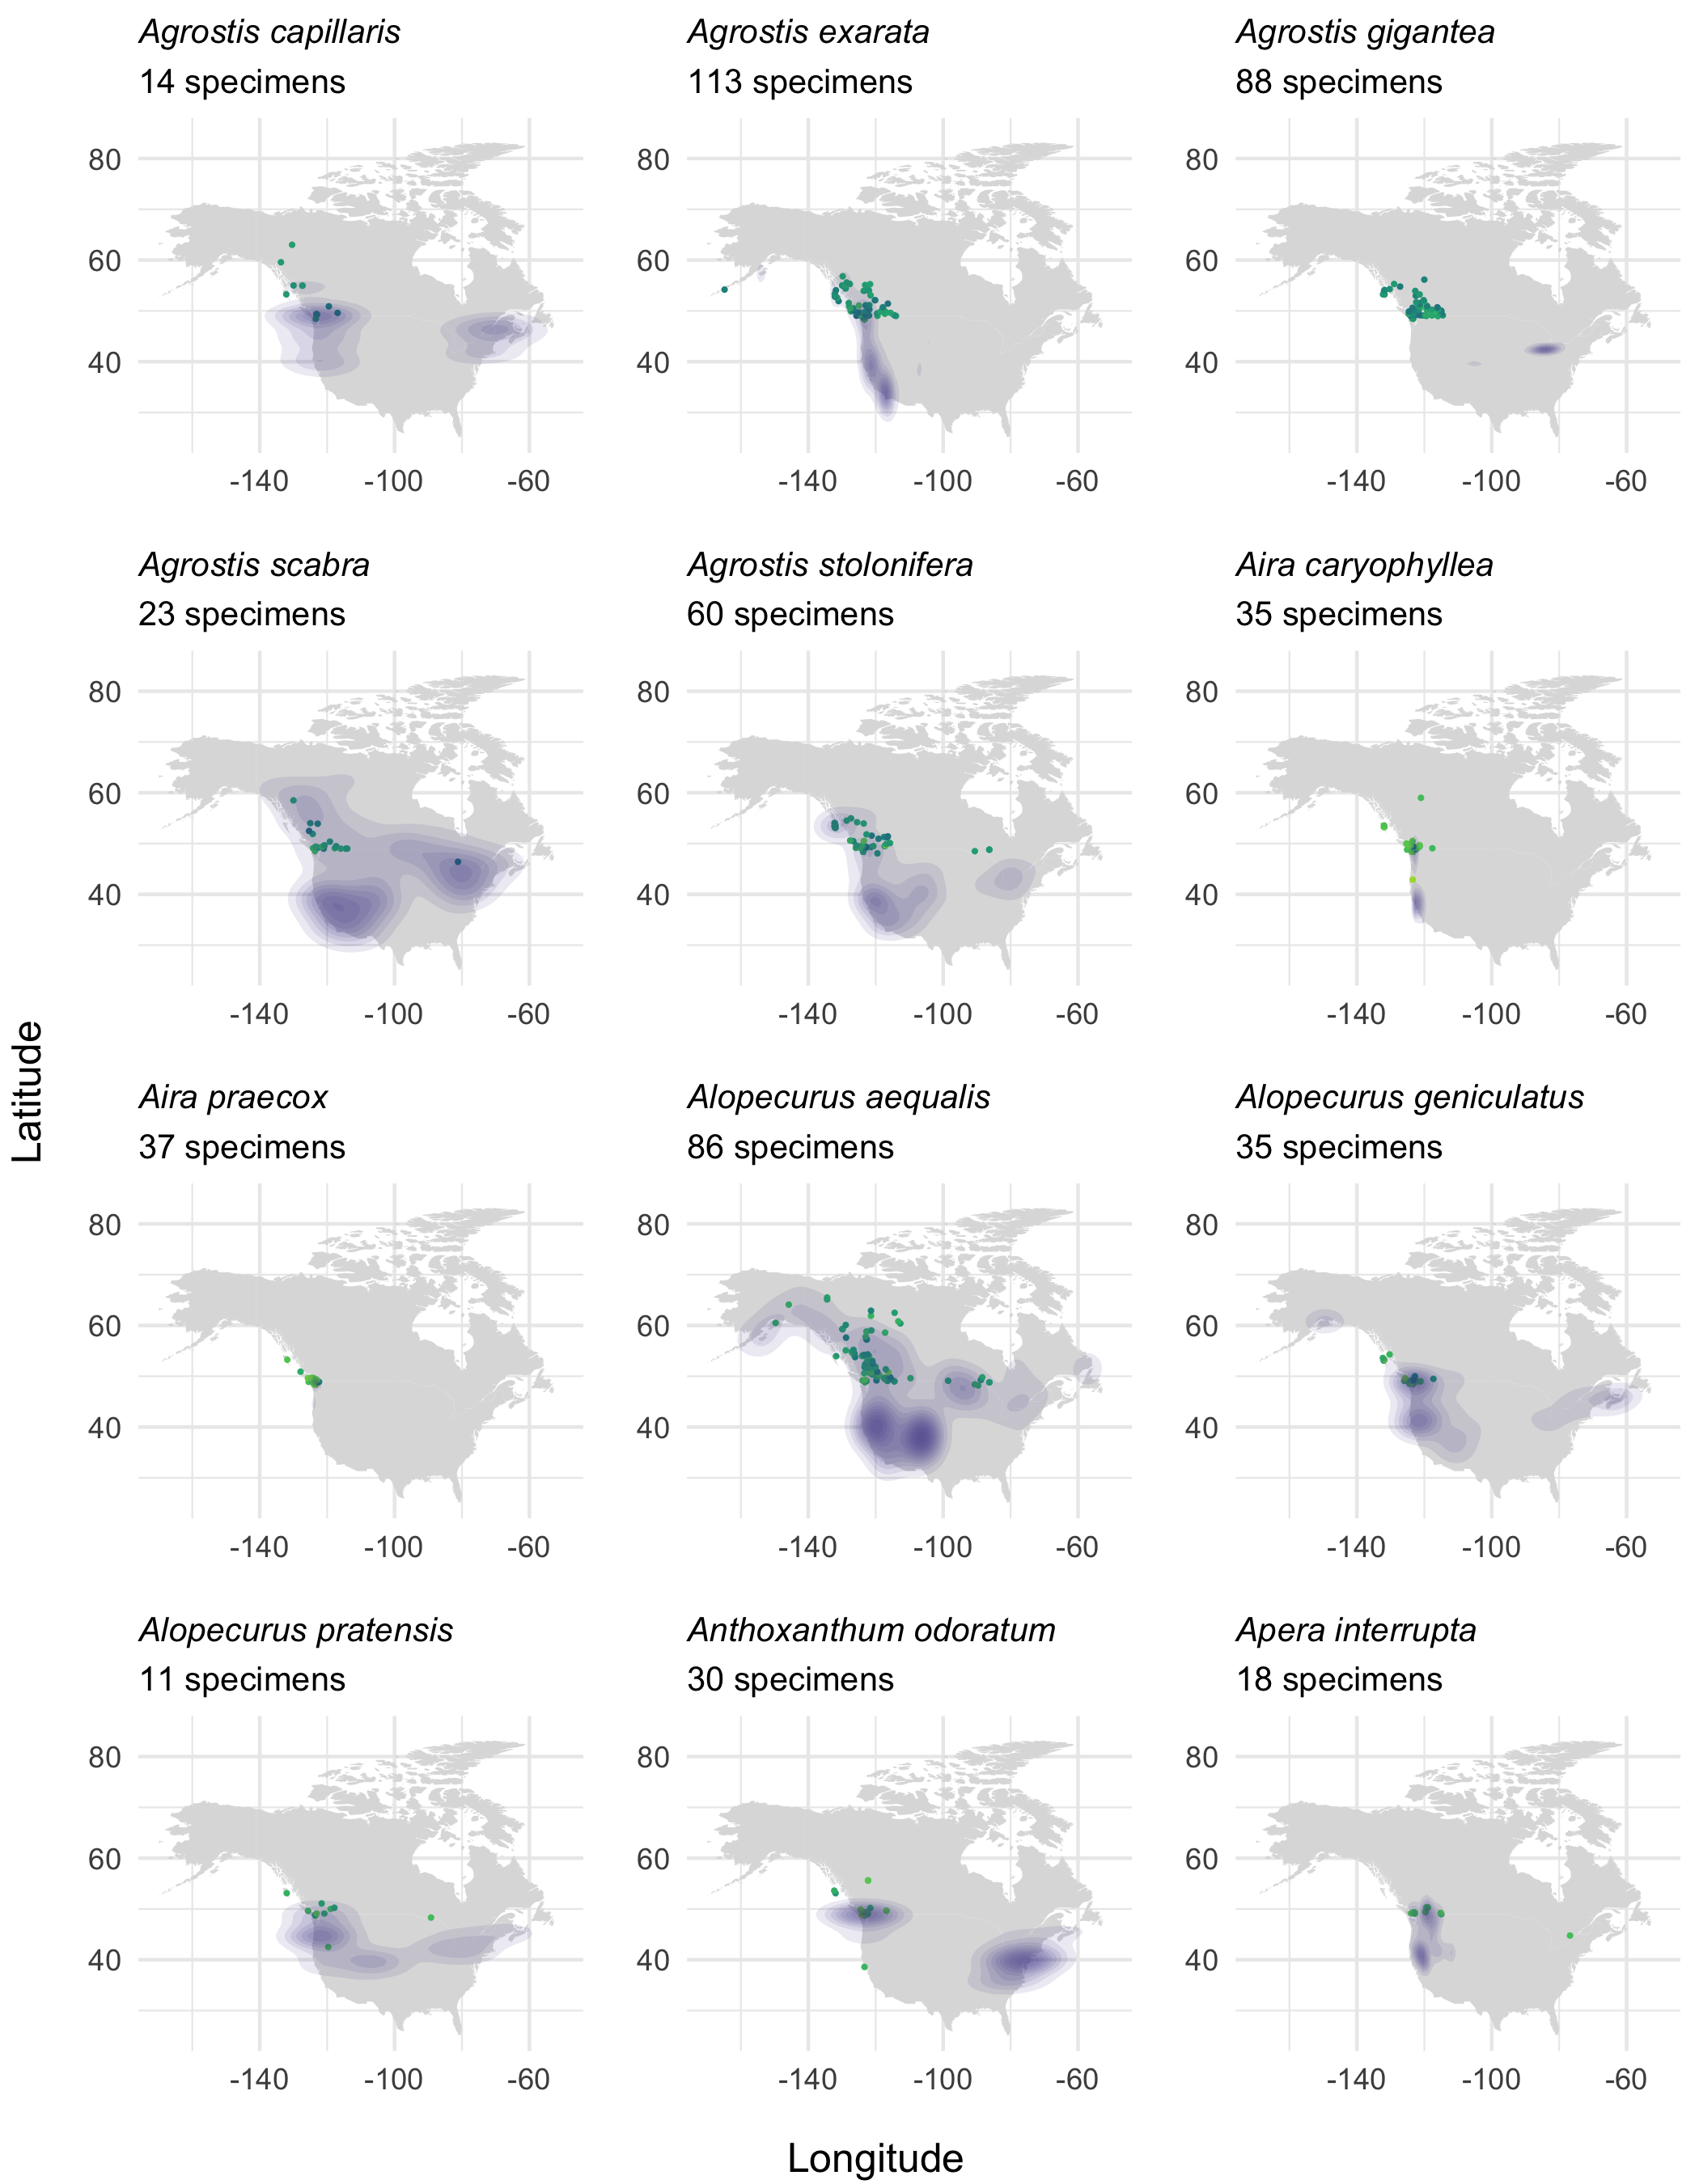 Agrostis capillaris
14 specimens
80
60
40
-140 -100 -60
Agrostis exarata
113 specimens
80
60
40
-140 -100 -60
Agrostis gigantea
88 specimens
80
60
40
-140 -100 -60
Agrostis scabra
23 specimens
80
60
40
-140 -100 -60
Agrostis stolonifera
60 specimens
80
60
40
-140 -100 -60
Aira caryophyllea
35 specimens
80
60
40
-140 -100 -60
Aira praecox
37 specimens
80
60
40
-140 -100 -60
Alopecurus aequalis
86 specimens
80
60
40
-140 -100 -60
Alopecurus geniculatus
35 specimens
80
60
40
-140 -100 -60
Alopecurus pratensis
11 specimens
80
60
40
-140 -100 -60
Anthoxanthum odoratum
30 specimens
80
60
40
-140 -100 -60
Apera interrupta
18 specimens
80
60
40
-140 -100 -60
Latitude
Longitude